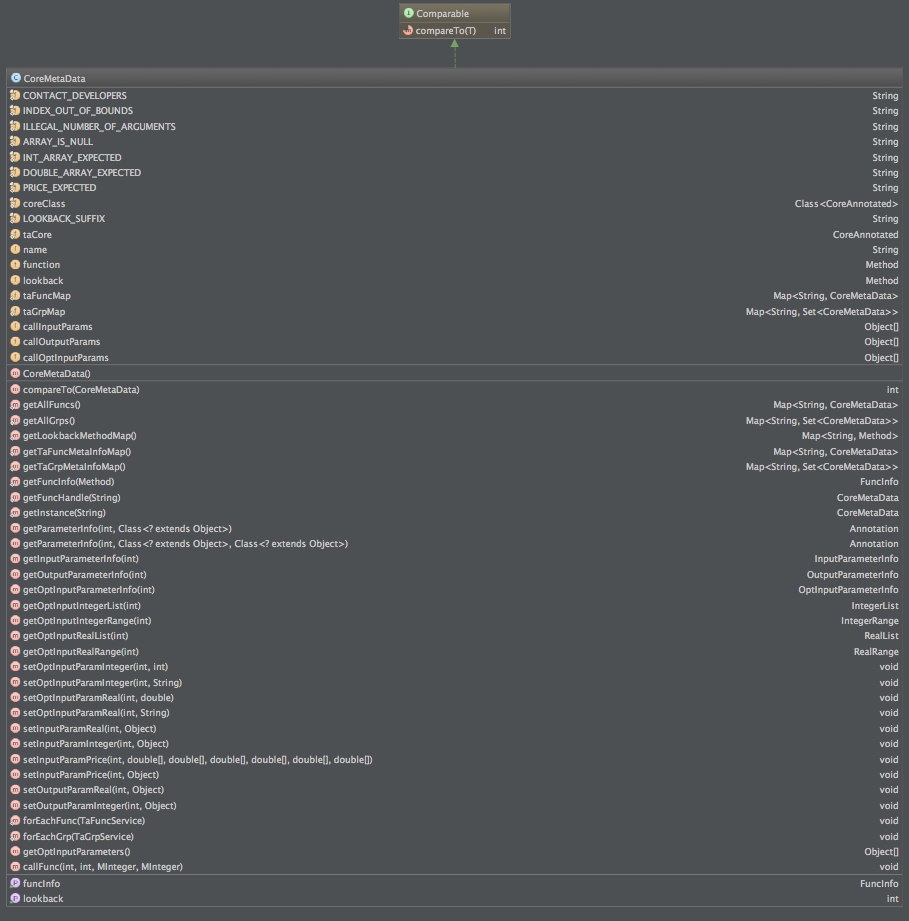 Comparable
compareTo(T) int
CoreMetaData
CONTACT_DEVELOPERS String
INDEX_OUT_OF_BOUNDS String
ILLEGAL_NUMBER_OF_ARGUMENTS String
ARRAY_IS_NULL String
INT_ARRAY_EXPECTED String
DOUBLE_ARRAY_EXPECTED String
PRICE_EXPECTED String
coreClass Class<CoreAnnotated>
LOOKBACK_SUFFIX String
taCore CoreAnnotated
name String
function Method
lookback Method
taFuncMap Map<String, CoreMetaData>
taGrpMap Map<String, Set<CoreMetaData>>
callInputParams Object[]
callOutputParams Object[]
callOptInputParams Object[]
CoreMetaData()
compareTo(CoreMetaData) int
getAllFuncs() Map<String, CoreMetaData>
getAllGrps() Map<String, Set<CoreMetaData>>
getLookbackMethodMap() Map<String, Method>
getTaFuncMetaInfoMap() Map<String, CoreMetaData>
getTaGrpMetaInfoMap() Map<String, Set<CoreMetaData>>
getFuncInfo(Method) FuncInfo
getFuncHandle(String) CoreMetaData
getInstance(String) CoreMetaData
getParameterInfo(int, Class<? extends Object>) Annotation
getParameterInfo(int, Class<? extends Object>, Class<? extends Object>) Annotation
getInputParameterInfo(int) InputParameterInfo
getOutputParameterInfo(int) OutputParameterInfo
getOptInputParameterInfo(int) OptInputParameterInfo
getOptInputIntegerList(int) IntegerList
getOptInputIntegerRange(int) IntegerRange
getOptInputRealList(int) RealList
getOptInputRealRange(int) RealRange
setOptInputParamInteger(int, int) void
setOptInputParamInteger(int, String) void
setOptInputParamReal(int, double) void
setOptInputParamReal(int, String) void
setInputParamReal(int, Object) void
setInputParamInteger(int, Object) void
setInputParamPrice(int, double[], double[], double[], double[], double[], double[]) void
setInputParamPrice(int, Object) void
setOutputParamReal(int, Object) void
setOutputParamInteger(int, Object) void
forEachFunc(TaFuncService) void
forEachGrp(TaGrpService) void
getOptInputParameters() Object[]
callFunc(int, int, MInteger, MInteger) void
funcInfo FuncInfo
lookback int